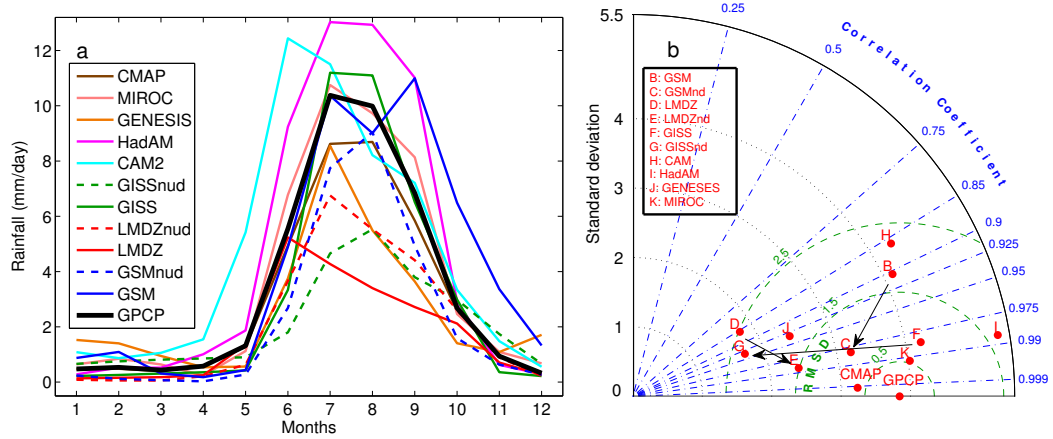 a
CMAP
MIROC
GENESIS
HadAM
CAM2
GISSnud
GISS
LMDZnud
LMDZ
GSMnud
GSM
GPCP
Rainfall (mm/day)
12
10
8
6
4
2
0
1 2 3 4 5 6 7 8 9 10 11 12
Months
b
B: GSM
C: GSMnd
D: LMDZ
E: LMDZnd
F: GISS
G: GISSnd
H: CAM
I: HadAM
J: GENESES
K: MIROC
Standard deviation
5.5
4
3
2
1
0
Correlation Coefficient
0.25
0.5
0.75
0.85
0.9
0.925
0.95
0.975
0.99
0.999
2.5
1.5
0.5
RMSD
H
B
D
J
I
G
C
F
E
K
CMAP
GPCP